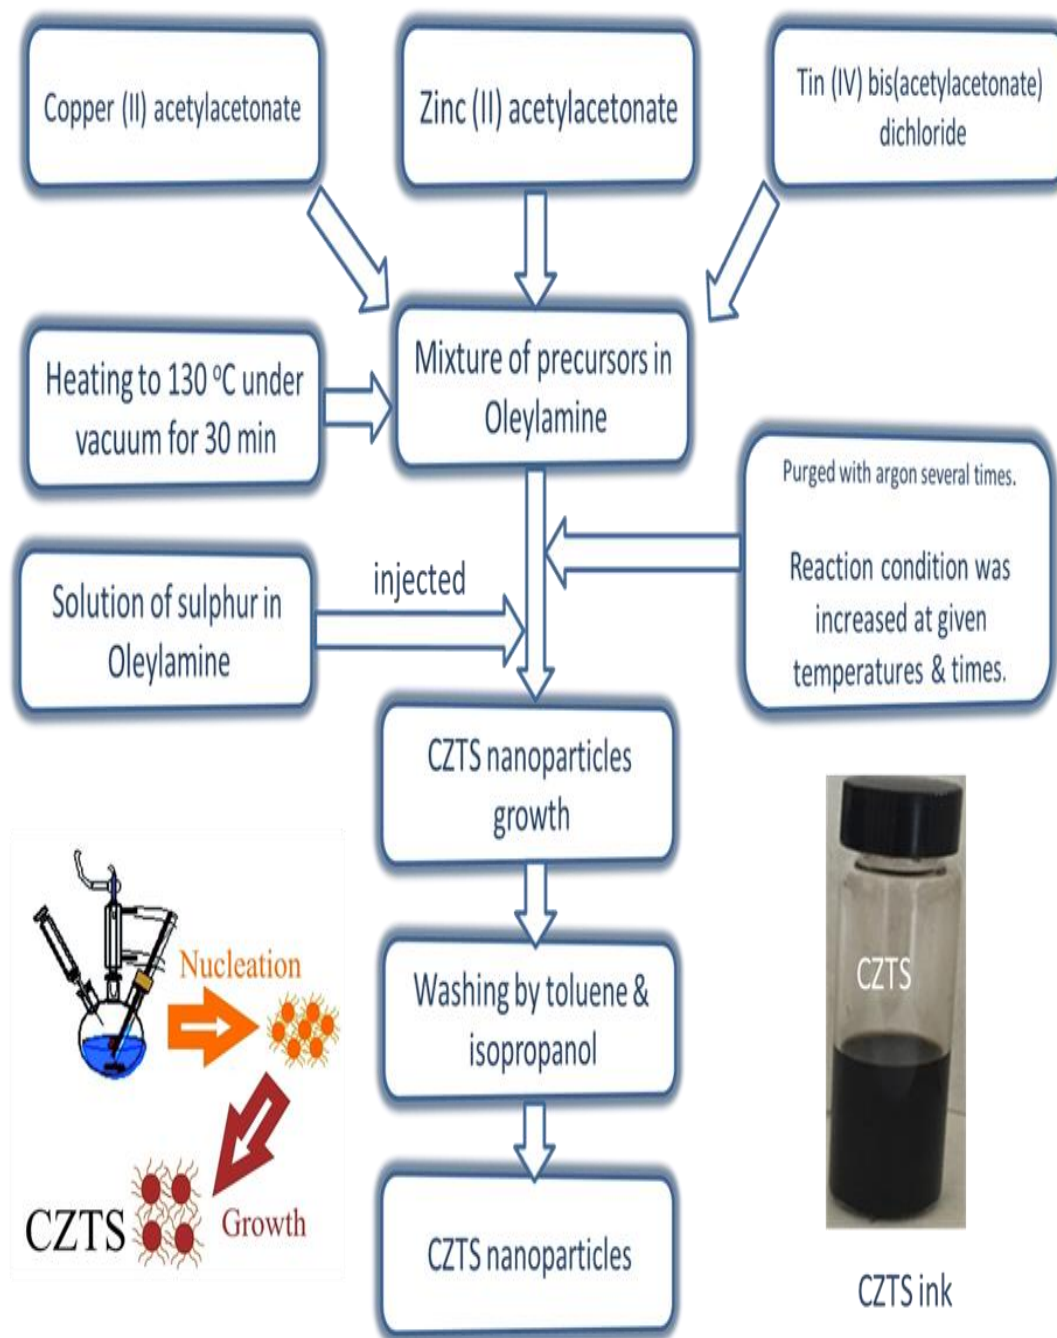 Copper (II) acetylacetonate
Zinc (II) acetylacetonate
Tin (IV) bis(acetylacetonate)
dichloride
Heating to 130 °C under
vacuum for 30 min
Mixture of precursors in
Oleylamine
Purged with argon several times.
Reaction condition was
increased at given
temperatures & times.
Solution of sulphur in
Oleylamine
injected
CZTS nanoparticles
growth
Washing by toluene &
isopropanol
CZTS nanoparticles
Nucleation
Growth
CZTS
CZTS
CZTS ink